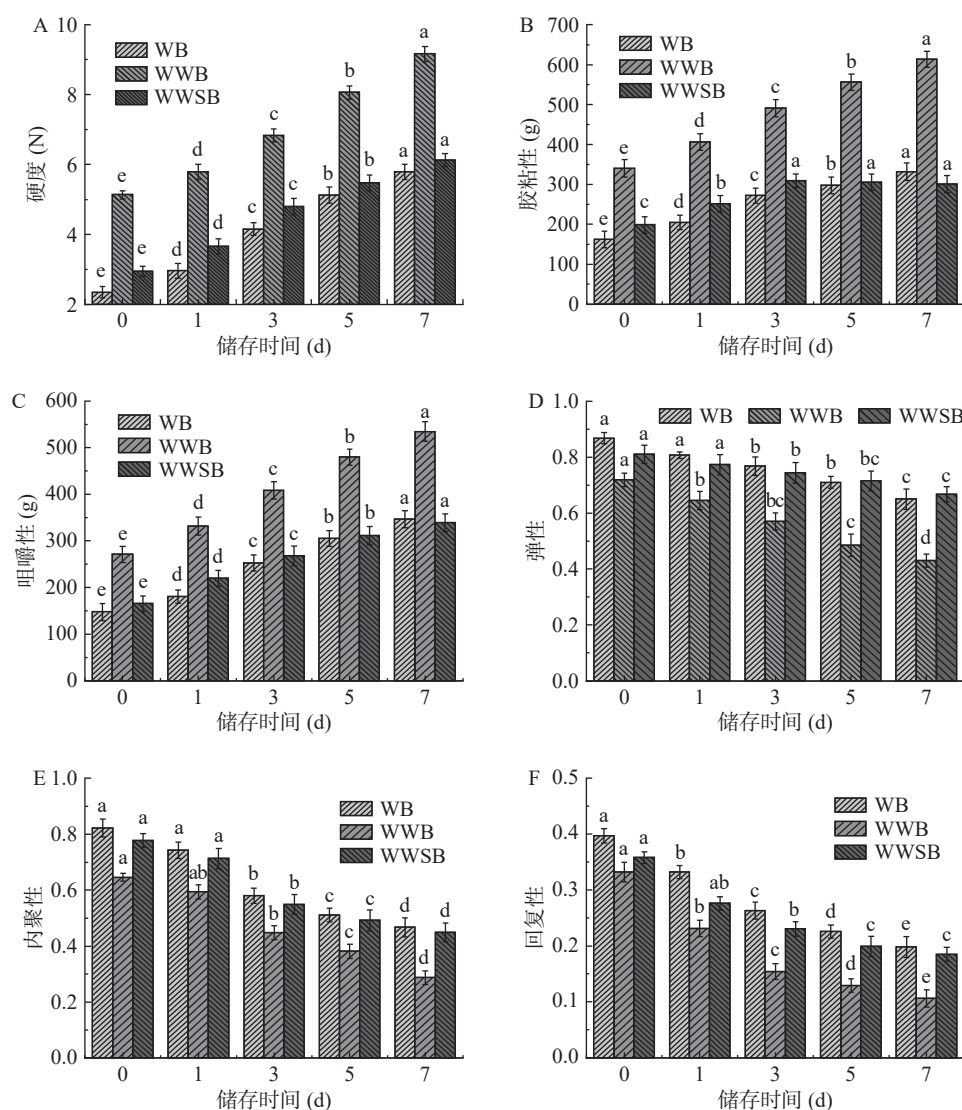 A
WB
WWB
WWSB
10
8
6
4
2
硬度 (N)
e e e
d d d
c c c
b b b
a a a
0 1 3 5 7
储存时间 (d)
B
WB
WWB
WWSB
700
600
500
400
300
200
100
0
胶粘性 (g)
e e c
d d b
c c a
b b a
a a a
0 1 3 5 7
储存时间 (d)
C
WB
WWB
WWSB
600
500
400
300
200
100
0
咀嚼性 (g)
e e e
d d d
c c c
b b b
a a a
0 1 3 5 7
储存时间 (d)
D
WB WWB WWSB
1.0
0.8
0.6
0.4
0.2
0.0
弹性
a a a
a b a
b bc b
b c bc
b d c
0 1 3 5 7
储存时间 (d)
E
WB
WWB
WWSB
1.0
0.8
0.6
0.4
0.2
0.0
内聚性
a a a
a ab a
b b b
c c c
d d d
0 1 3 5 7
储存时间 (d)
F
WB
WWB
WWSB
0.5
0.4
0.3
0.2
0.1
0.0
回复性
a a a
b b ab
c c b
d d c
e e d
0 1 3 5 7
储存时间 (d)